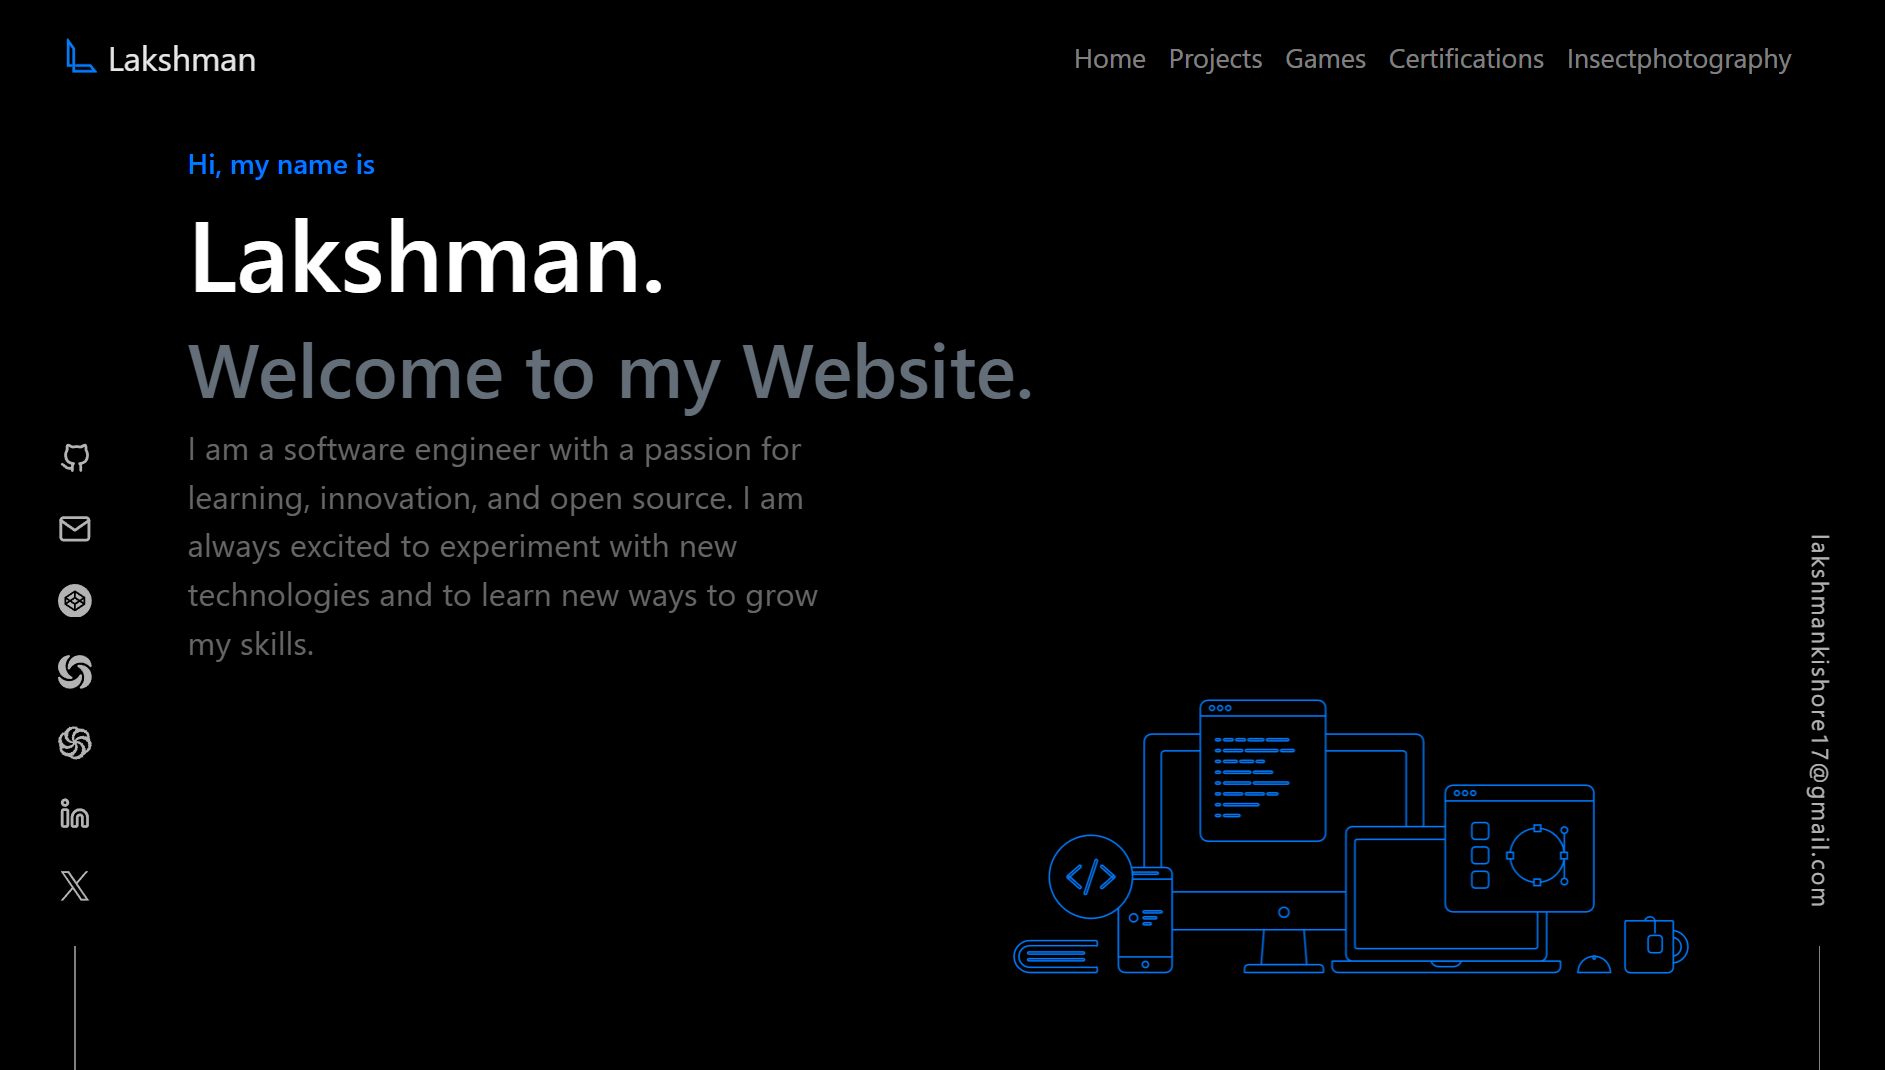 Lakshman
Home Projects Games Certifications Insectphotography
Hi, my name is
Lakshman.
Welcome to my Website.
I am a software engineer with a passion for
learning, innovation, and open source. I am
always excited to experiment with new
technologies and to learn new ways to grow
my skills.
</>
lakshmankishore17@gmail.com